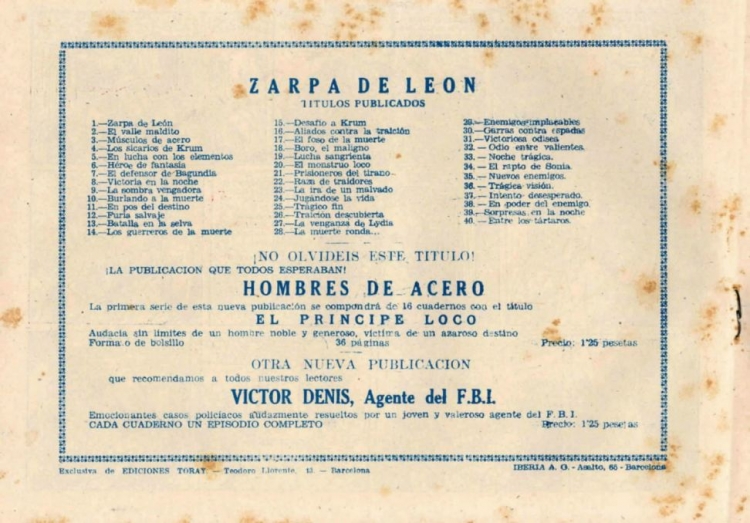 ZARPA DE LEON
TITULOS PUBLICADOS
1.—Zarpa de León
2.—El valle maldito
3.—Músculos de acero
4.—Los sicarios de Krum
5.—En lucha con los elementos
6.—Héroe de fantasía
7.—El defensor de Bagundia
8.—Victoria en la noche
9.—La sombra vengadora
10.—Burlando a la muerte
11.—En pos del destino
12.—Furia salvaje
13.—Batalla en la selva
14.—Los guerreros de la muerte
15.—Desafío a Krum
16.—Aliados contra la traición
17.—El foso de la muerte
18.—Boro, el maligno
19.—Lucha sangrienta
20.—El monstruo loco
21.—Prisioneros del tirano
22.—Raza de traidores
23.—La ira de un malvado
24.—Jugándose la vida
25.—Trágico fin
26.—Traición descubierta
27.—La venganza de Lydia
28.—La muerte ronda...
29.—Enemigos implacables
30.—Garras contra espadas
31.—Victoriosa odisea
32.—Odio entre valientes.
33.—Noche trágica.
34.—El rapto de Sonia.
35.—Nuevos enemigos.
36.—Trágica visión.
37.—Intento desesperado.
38.—En poder del enemigo.
39.—Sorpresas en la noche
40.—Entre los tártaros.
¡NO OLVIDEIS ESTE TITULO!
¡LA PUBLICACION QUE TODOS ESPERABAN!
HOMBRES DE ACERO
La primera serie de esta nueva publicación se compondrá de 16 cuadernos con el título
EL PRINCIPE LOCO
Audacia sin límites de un hombre noble y generoso, víctima de un azaroso destino
Formato de bolsillo 36 páginas Precio: 1'25 pesetas
OTRA NUEVA PUBLICACION
que recomendamos a todos nuestros lectores
VICTOR DENIS, Agente del F.B.I.
Emocionantes casos policíacos audazmente resueltos por un joven y valeroso agente del F. B. I.
CADA CUADERNO UN EPISODIO COMPLETO Precio: 1'25 pesetas
Exclusiva de EDICIONES TORAY. — Teodoro Llorente, 13. — Barcelona IBERIA A. G. - Asalto, 65 - Barcelona